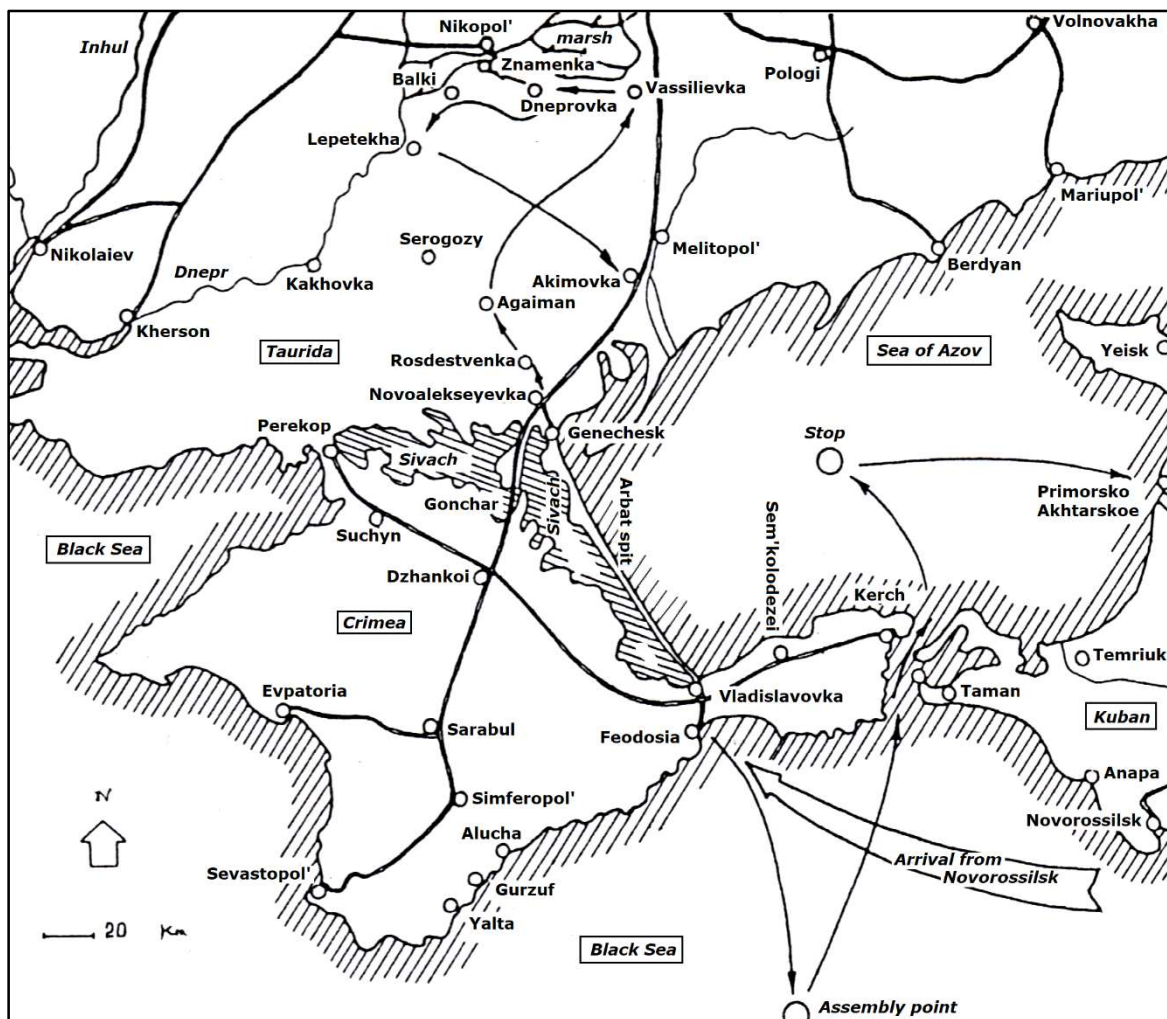 Inhul
Nikopol'
marsh
Volnovakha
Znamenka
Pologi
Balki
Dneprovka
Vassilievka
Lepetekha
Mariupol'
Nikolaiev
Serogozy
Melitopol'
Dnepr
Kakhovka
Akimovka
Berdyan
Agaiman
Kherson
Taurida
Rosdestvenka
Sea of Azov
Yeisk
Novoalekseyevka
Perekop
Genechesk
Stop
Sivach
Gonchar
Sivach
Arbat spit
Primorsko
Akhtarskoe
Suchyn
Sem'kolodezei
Black Sea
Dzhankoi
Kerch
Crimea
Temriuk
Evpatoria
Vladislavovka
Taman
Kuban
Sarabul
Feodosia
Anapa
N
Simferopol'
Novorossilsk
Alucha
Arrival from
Novorossilsk
Sevastopol'
Gurzuf
Yalta
20 Km
Black Sea
Assembly point